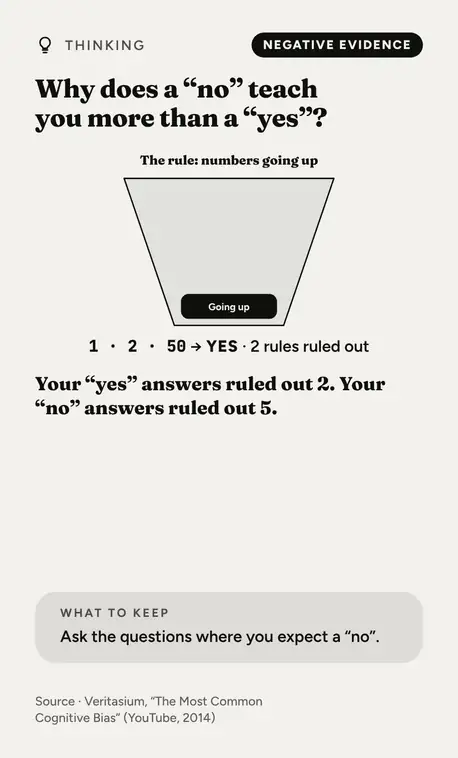 THINKING
NEGATIVE EVIDENCE
Why does a “no” teach
you more than a “yes”?
The rule: numbers going up
Going up
1 · 2 · 50 → YES · 2 rules ruled out
Your “yes” answers ruled out 2. Your
“no” answers ruled out 5.
WHAT TO KEEP
Ask the questions where you expect a “no”.
Source · Veritasium, “The Most Common
Cognitive Bias” (YouTube, 2014)